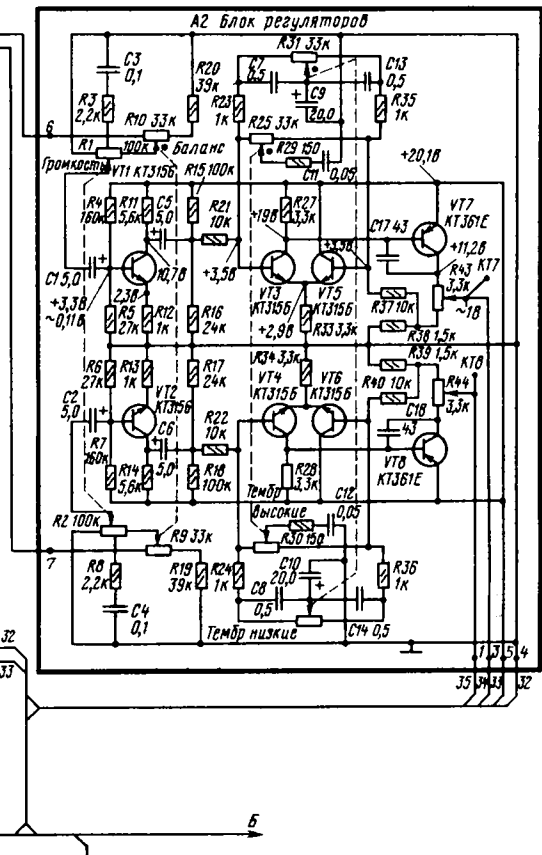 А2 Блок регуляторов
R31 33к
C3
0,1
R20
39к
C7
0,5
C13
0,5
C9
20,0
R3
2,2к
R10 33к
R23
1к
R25 33к
R35
1к
6
R1
100к
Баланс
R29 150
C11
0,05
Громкость
VT1 КТ315б
R15 100к
+20,1В
R4
160к
R11
5,6к
C5
5,0
R21
10к
R27
3,3к
+19В
C17 43
VT7
КТ361Е
10,7В
+3,5В
+3,3В
+11,2В
C1 5,0
+3,3В
~0,11В
2,3В
VT3
КТ315Б
VT5
КТ315Б
R43
3,3к
КТ7
R5
27к
R12
1к
R16
24к
+2,9В
R33 3,3к
R37 10к
~1В
R38 1,5к
R6
27к
R13
1к
R17
24к
R34 3,3к
R39 1,5к
КТ8
C2
5,0
VT2
КТ315б
VT4
КТ315Б
VT6
КТ315Б
R40 10к
R44
3,3к
R7
160к
C6
5,0
R22
10к
C18
43
VT8
КТ361Е
R14
5,6к
R18
100к
R28
3,3к
R2 100к
Тембр
высокие
C12
0,05
7
R9 33к
R30 150
R8
2,2к
R19
39к
R24
1к
C10
20,0
R36
1к
C8
0,5
C4
0,1
Тембр низкие
C14 0,5
32
33
1 3 5 4
35 34 33 32
Б